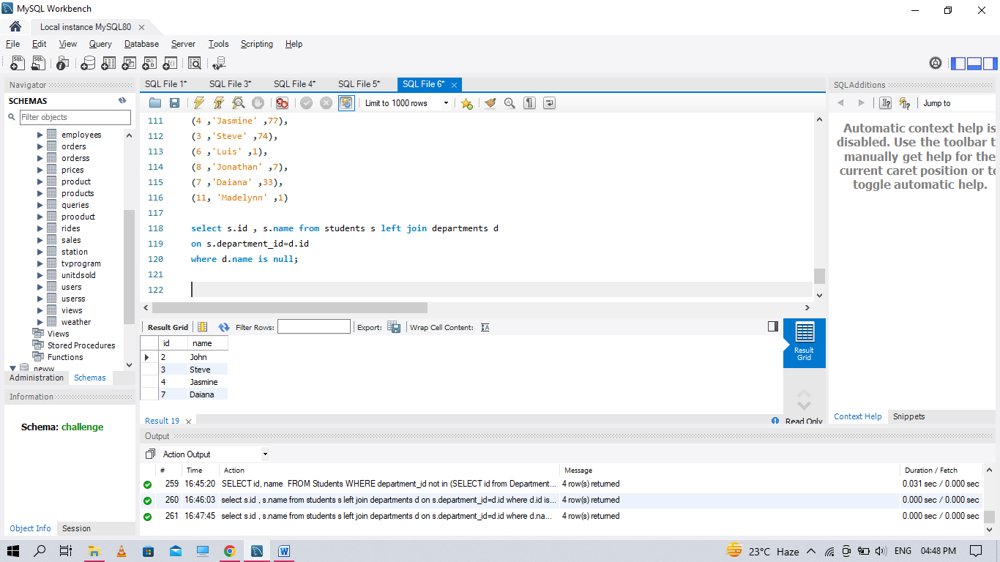 MySQL Workbench
Local instance MySQL80
File Edit View Query Database Server Tools Scripting Help
Navigator
SCHEMAS
Filter objects
employees
orders
orderss
prices
product
products
queries
prooduct
rides
sales
station
tvprogram
unitdsold
users
userss
views
weather
Views
Stored Procedures
Functions
neww
Administration Schemas
Information
Schema: challenge
Object Info Session
SQL File 1* SQL File 3* SQL File 4* SQL File 5* SQL File 6*
Limit to 1000 rows
111 (4 ,'Jasmine' ,77),
112 (3 ,'Steve' ,74),
113 (6 ,'Luis' ,1),
114 (8 ,'Jonathan' ,7),
115 (7 ,'Daiana' ,33),
116 (11, 'Madelynn' ,1)
117
118 select s.id , s.name from students s left join departments d
119 on s.department_id=d.id
120 where d.name is null;
121
122
Result Grid Filter Rows: Export: Wrap Cell Content:
id name
2 John
3 Steve
4 Jasmine
7 Daiana
Result Grid
Result 19
Read Only
SQLAdditions
Jump to
Automatic context help is
disabled. Use the toolbar t
manually get help for the
current caret position or to
toggle automatic help.
Context Help Snippets
Output
Action Output
# Time Action Message Duration / Fetch
259 16:45:20 SELECT id, name FROM Students WHERE department_id not in (SELECT id from Department... 4 row(s) returned 0.031 sec / 0.000 sec
260 16:46:03 select s.id , s.name from students s left join departments d on s.department_id=d.id where d.id is... 4 row(s) returned 0.000 sec / 0.000 sec
261 16:47:45 select s.id , s.name from students s left join departments d on s.department_id=d.id where d.na... 4 row(s) returned 0.000 sec / 0.000 sec
23°C Haze ENG 04:48 PM